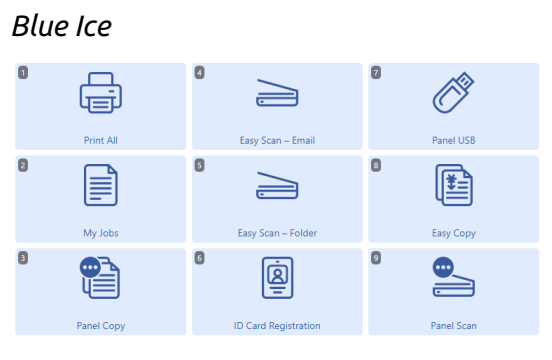 Blue Ice
1
Print All
4
Easy Scan – Email
7
Panel USB
2
My Jobs
5
Easy Scan – Folder
8
Easy Copy
3
Panel Copy
6
ID Card Registration
9
Panel Scan